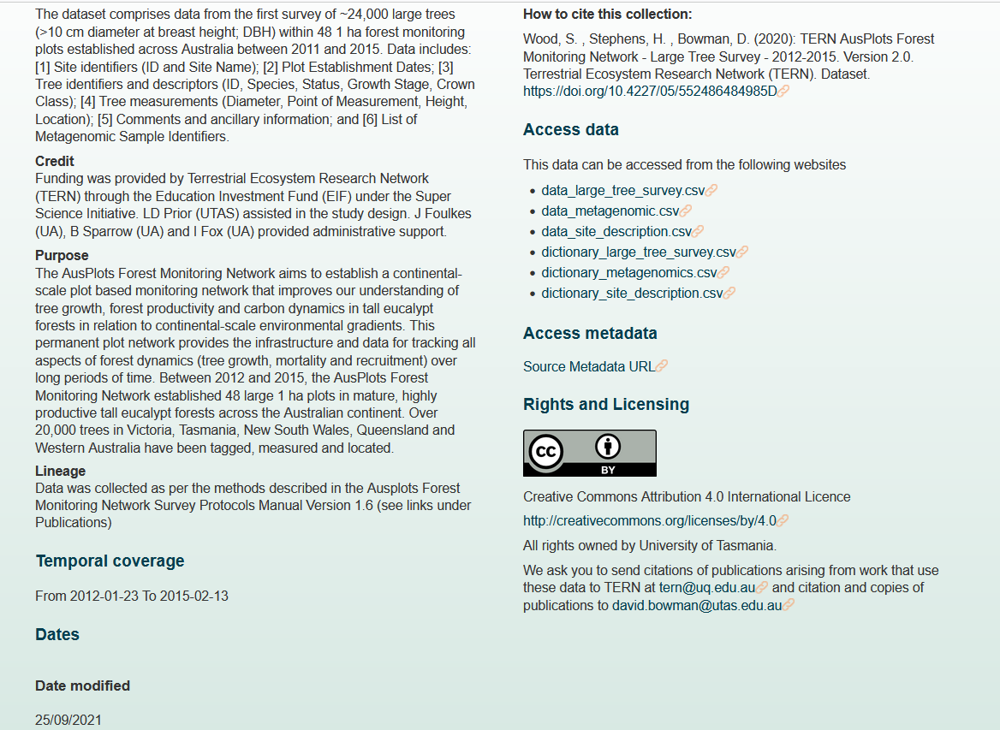 The dataset comprises data from the first survey of ~24,000 large trees
(>10 cm diameter at breast height; DBH) within 48 1 ha forest monitoring
plots established across Australia between 2011 and 2015. Data includes:
[1] Site identifiers (ID and Site Name); [2] Plot Establishment Dates; [3]
Tree identifiers and descriptors (ID, Species, Status, Growth Stage, Crown
Class); [4] Tree measurements (Diameter, Point of Measurement, Height,
Location); [5] Comments and ancillary information; and [6] List of
Metagenomic Sample Identifiers.
Credit
Funding was provided by Terrestrial Ecosystem Research Network
(TERN) through the Education Investment Fund (EIF) under the Super
Science Initiative. LD Prior (UTAS) assisted in the study design. J Foulkes
(UA), B Sparrow (UA) and I Fox (UA) provided administrative support.
Purpose
The AusPlots Forest Monitoring Network aims to establish a continental-
scale plot based monitoring network that improves our understanding of
tree growth, forest productivity and carbon dynamics in tall eucalypt
forests in relation to continental-scale environmental gradients. This
permanent plot network provides the infrastructure and data for tracking all
aspects of forest dynamics (tree growth, mortality and recruitment) over
long periods of time. Between 2012 and 2015, the AusPlots Forest
Monitoring Network established 48 large 1 ha plots in mature, highly
productive tall eucalypt forests across the Australian continent. Over
20,000 trees in Victoria, Tasmania, New South Wales, Queensland and
Western Australia have been tagged, measured and located.
Lineage
Data was collected as per the methods described in the Ausplots Forest
Monitoring Network Survey Protocols Manual Version 1.6 (see links under
Publications)
Temporal coverage
From 2012-01-23 To 2015-02-13
Dates
Date modified
25/09/2021
How to cite this collection:
Wood, S. , Stephens, H. , Bowman, D. (2020): TERN AusPlots Forest
Monitoring Network - Large Tree Survey - 2012-2015. Version 2.0.
Terrestrial Ecosystem Research Network (TERN). Dataset.
https://doi.org/10.4227/05/552486484985D
Access data
This data can be accessed from the following websites
• data_large_tree_survey.csv
• data_metagenomic.csv
• data_site_description.csv
• dictionary_large_tree_survey.csv
• dictionary_metagenomics.csv
• dictionary_site_description.csv
Access metadata
Source Metadata URL
Rights and Licensing
CC
BY
Creative Commons Attribution 4.0 International Licence
http://creativecommons.org/licenses/by/4.0
All rights owned by University of Tasmania.
We ask you to send citations of publications arising from work that use
these data to TERN at tern@uq.edu.au and citation and copies of
publications to david.bowman@utas.edu.au